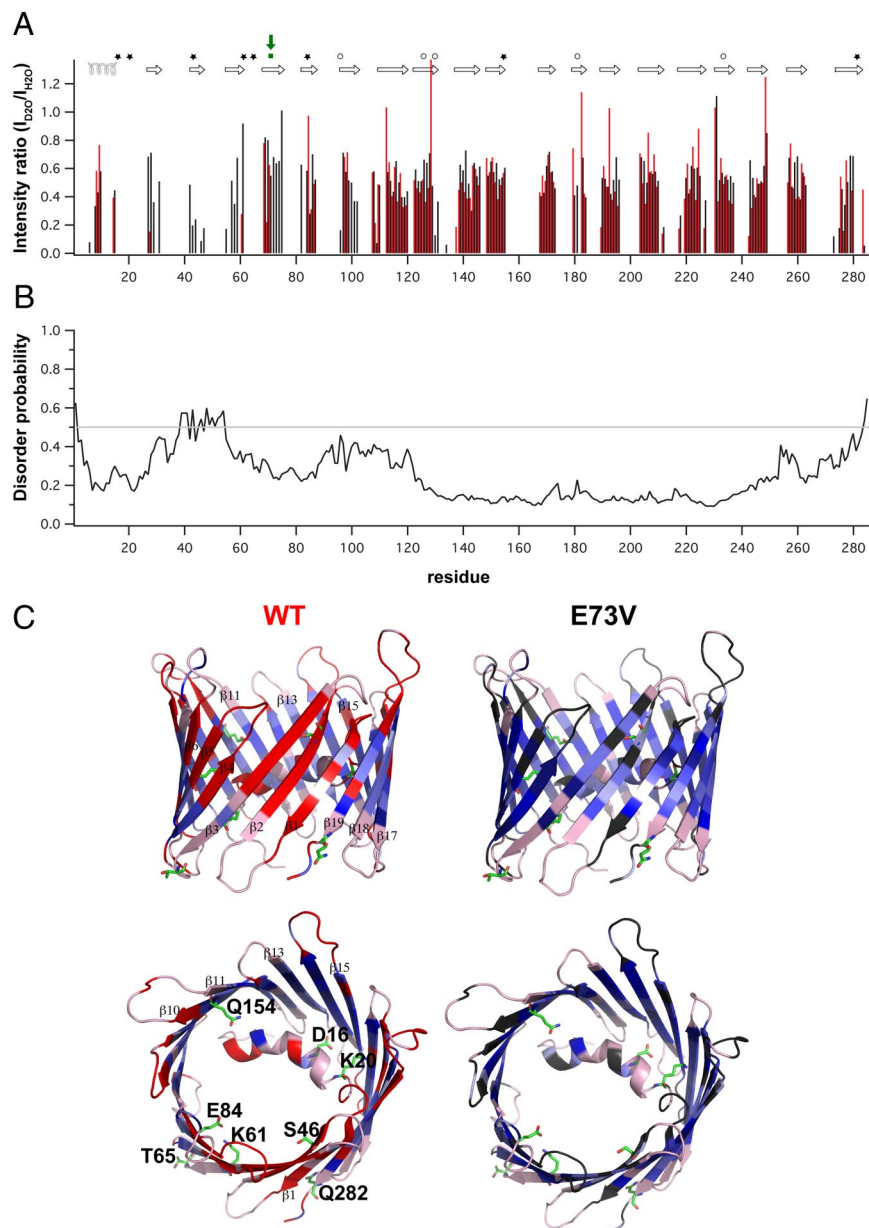 A
Intensity ratio (I_D2O/I_H2O)
1.2
1.0
0.8
0.6
0.4
0.2
0.0
20 40 60 80 100 120 140 160 180 200 220 240 260 280
B
Disorder probability
1.0
0.8
0.6
0.4
0.2
0.0
20 40 60 80 100 120 140 160 180 200 220 240 260 280
residue
C
WT E73V
β11 β13 β15
β4
β3 β2 β1 β19 β18 β17
β13
β11 β15
β10
Q154
D16
K20
E84
S46
K61
T65
β1
Q282